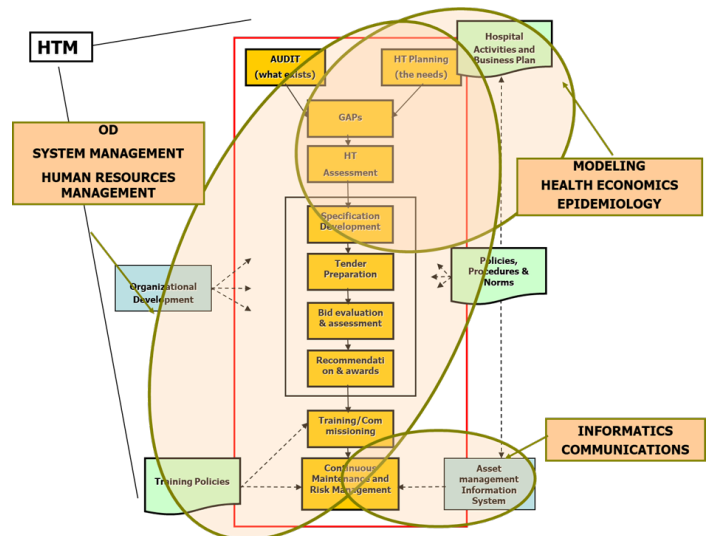 HTM
AUDIT
(what exists)
HT Planning
(the needs)
Hospital
Activities and
Business Plan
GAPs
OD
SYSTEM MANAGEMENT
HUMAN RESOURCES
MANAGEMENT
HT
Assessment
MODELING
HEALTH ECONOMICS
EPIDEMIOLOGY
Specification
Development
Tender
Preparation
Policies,
Procedures &
Norms
Organizational
Development
Bid evaluation
& assessment
Recommendati
on & awards
Training/Com
missioning
INFORMATICS
COMMUNICATIONS
Training Policies
Continuous
Maintenance and
Risk Management
Asset
management
Information
System